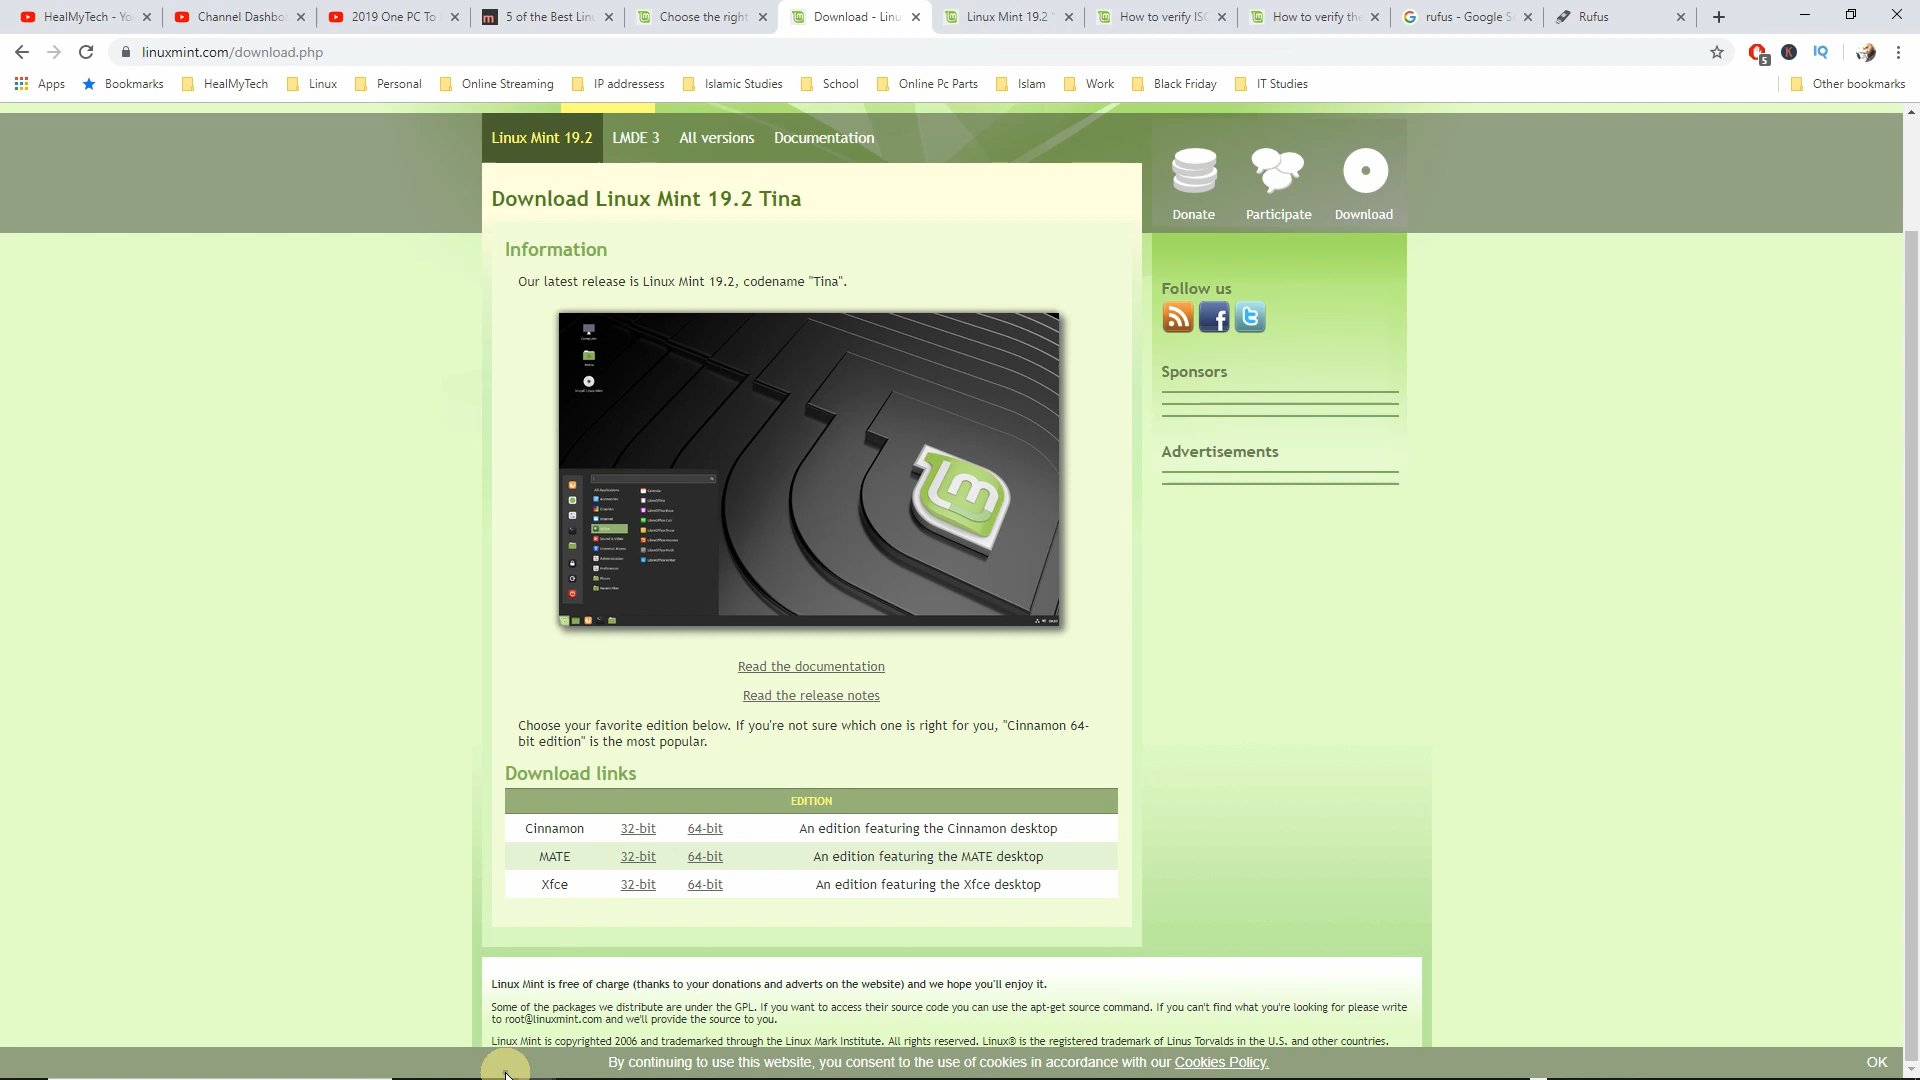 HealMyTech - Yo
Channel Dashbo
2019 One PC To
5 of the Best Lin
Choose the right
Download - Linu
Linux Mint 19.2
How to verify ISO
How to verify the
rufus - Google S
Rufus
linuxmint.com/download.php
5
K
IQ
Apps
Bookmarks
HealMyTech
Linux
Personal
Online Streaming
IP addressess
Islamic Studies
School
Online Pc Parts
Islam
Work
Black Friday
IT Studies
Other bookmarks
Linux Mint 19.2
LMDE 3
All versions
Documentation
Donate
Participate
Download
Download Linux Mint 19.2 Tina
Information
Our latest release is Linux Mint 19.2, codename "Tina".
Follow us
Sponsors
Advertisements
Read the documentation
Read the release notes
Choose your favorite edition below. If you're not sure which one is right for you, "Cinnamon 64-
bit edition" is the most popular.
Download links
EDITION
Cinnamon 32-bit 64-bit An edition featuring the Cinnamon desktop
MATE 32-bit 64-bit An edition featuring the MATE desktop
Xfce 32-bit 64-bit An edition featuring the Xfce desktop
Linux Mint is free of charge (thanks to your donations and adverts on the website) and we hope you'll enjoy it.
Some of the packages we distribute are under the GPL. If you want to access their source code you can use the apt-get source command. If you can't find what you're looking for please write
to root@linuxmint.com and we'll provide the source to you.
Linux Mint is copyrighted 2006 and trademarked through the Linux Mark Institute. All rights reserved. Linux® is the registered trademark of Linus Torvalds in the U.S. and other countries.
By continuing to use this website, you consent to the use of cookies in accordance with our Cookies Policy.
OK